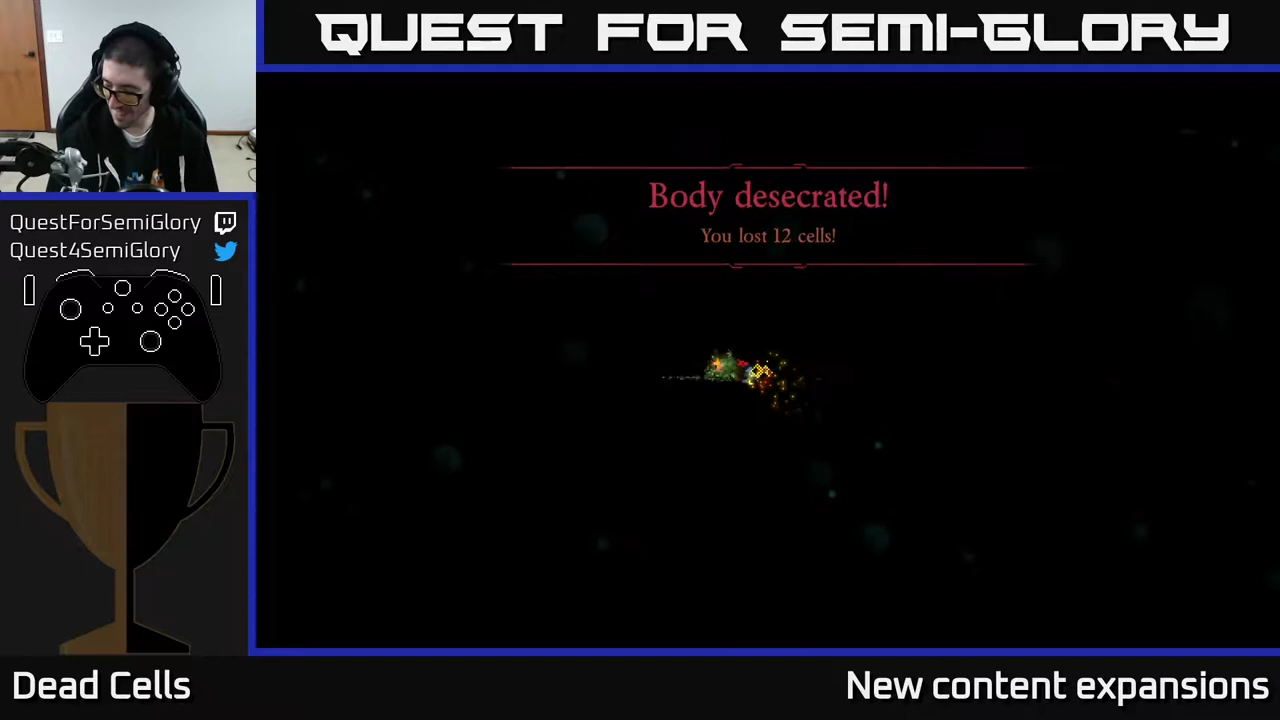 QUEST FOR SEMI-GLORY
Body desecrated!
You lost 12 cells!
QuestForSemiGlory
Quest4SemiGlory
Dead Cells
New content expansions